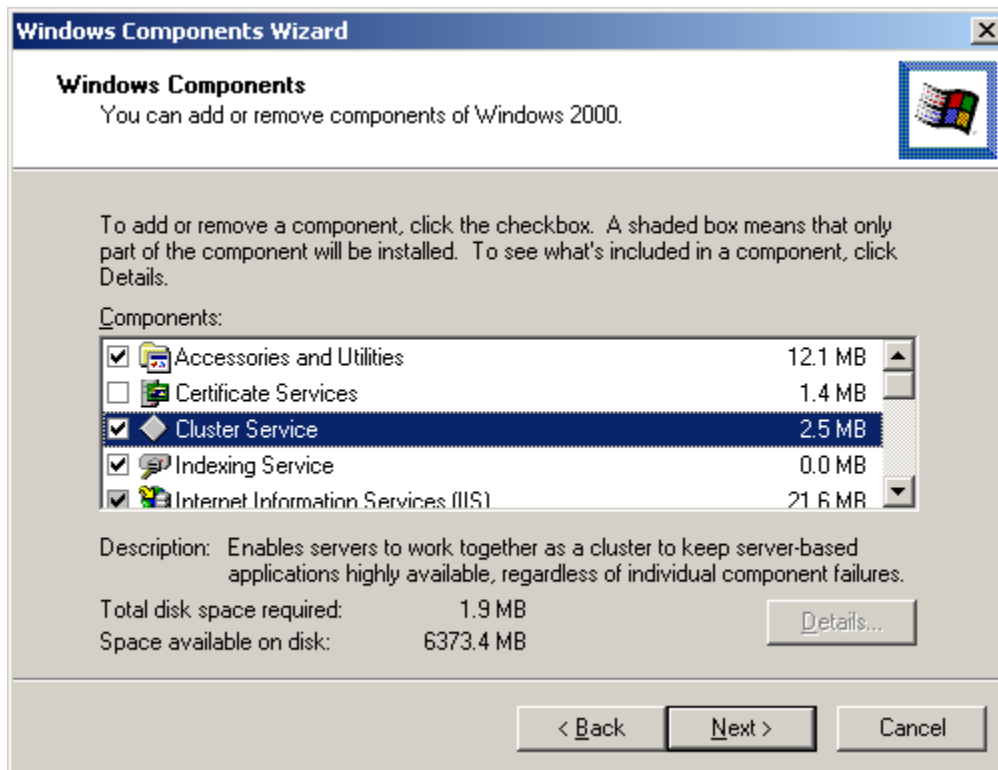 Windows Components Wizard
Windows Components
You can add or remove components of Windows 2000.
To add or remove a component, click the checkbox. A shaded box means that only
part of the component will be installed. To see what's included in a component, click
Details.
Components:
Accessories and Utilities 12.1 MB
Certificate Services 1.4 MB
Cluster Service 2.5 MB
Indexing Service 0.0 MB
Internet Information Services (IIS) 21.6 MB
Description: Enables servers to work together as a cluster to keep server-based
applications highly available, regardless of individual component failures.
Total disk space required: 1.9 MB
Space available on disk: 6373.4 MB
Details...
< Back Next > Cancel